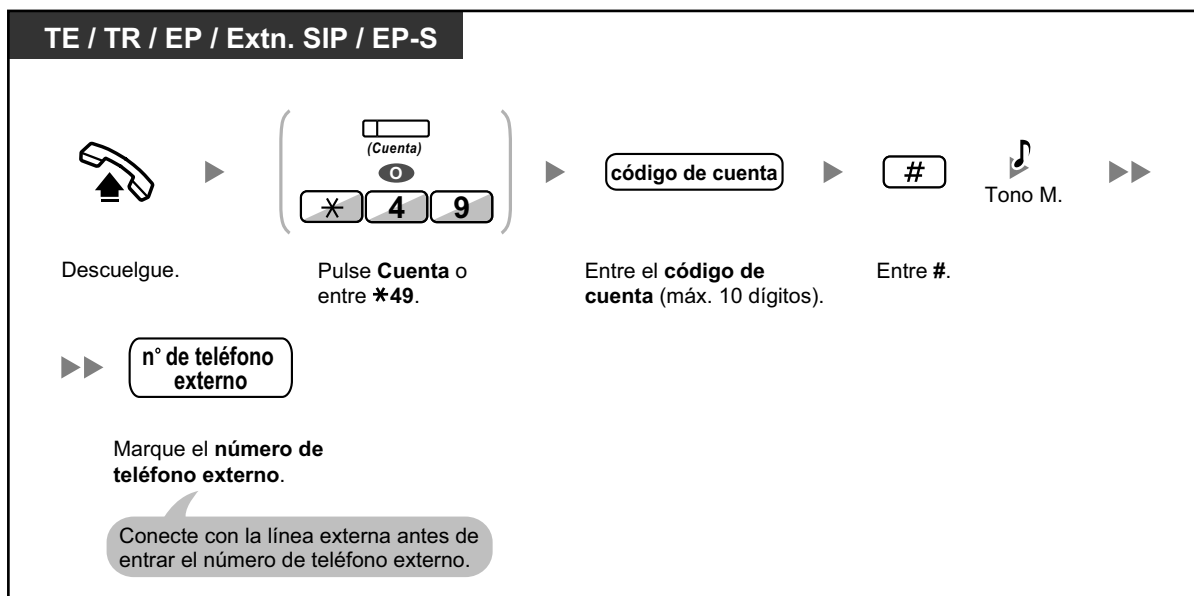 TE / TR / EP / Extn. SIP / EP-S
(Cuenta)
O
* 4 9
código de cuenta
#
Tono M.
Descuelgue.
Pulse Cuenta o
entre *49.
Entre el código de
cuenta (máx. 10 dígitos).
Entre #.
n° de teléfono
externo
Marque el número de
teléfono externo.
Conecte con la línea externa antes de
entrar el número de teléfono externo.